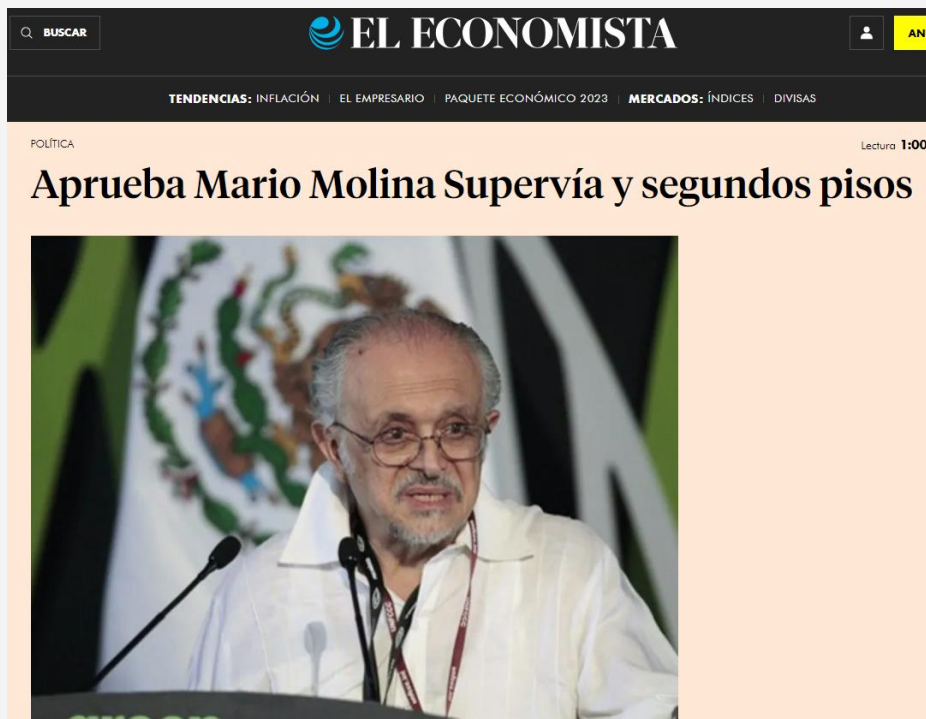 BUSCAR
EL ECONOMISTA
AN
TENDENCIAS: INFLACIÓN | EL EMPRESARIO | PAQUETE ECONÓMICO 2023 | MERCADOS: ÍNDICES | DIVISAS
POLÍTICA
Lectura 1:00
Aprueba Mario Molina Supervía y segundos pisos